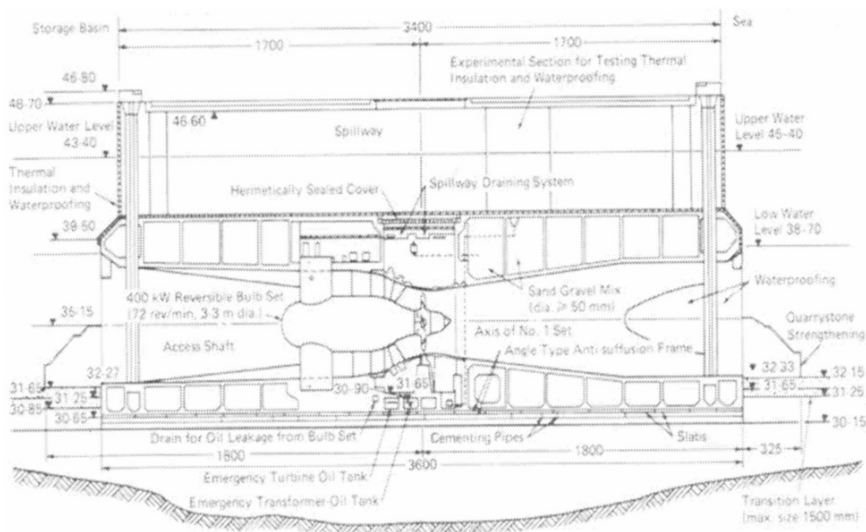 Storage Basin
3400
Sea
1700
1700
Experimental Section for Testing Thermal
Insulation and Waterproofing
46-80
46-70
46-60
Upper Water Level
43-40
Spillway
Upper Water
Level 45-40
Thermal
Insulation and
Waterproofing
Hermetically Sealed Cover
Spillway Draining System
39-50
Low Water
Level 38-70
400 kW Reversible Bulb Set
(72 rev/min, 3·3 m dia.)
Sand Gravel Mix
(dia. ≥ 50 mm)
Waterproofing
35-15
Axis of No. 1 Set
Quarrystone
Strengthening
Access Shaft
Angle Type Anti-suffusion Frame
32-27
32-33
32-15
31-65
31-65
31-65
31-25
31-25
30-90
30-85
30-65
30-15
Drain for Oil Leakage from Bulb Set
Cementing Pipes
Slabs
1800
1800
325
3600
Emergency Turbine Oil Tank
Emergency Transformer-Oil Tank
Transition Layer
(max. size 1500 mm)